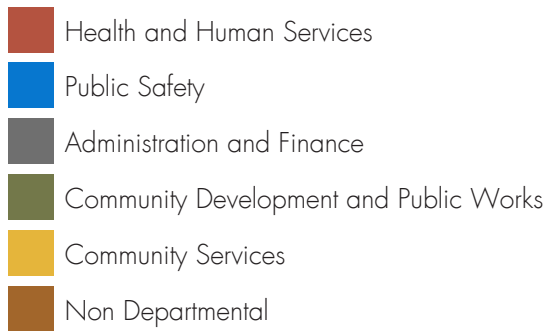 Health and Human Services
Public Safety
Administration and Finance
Community Development and Public Works
Community Services
Non Departmental